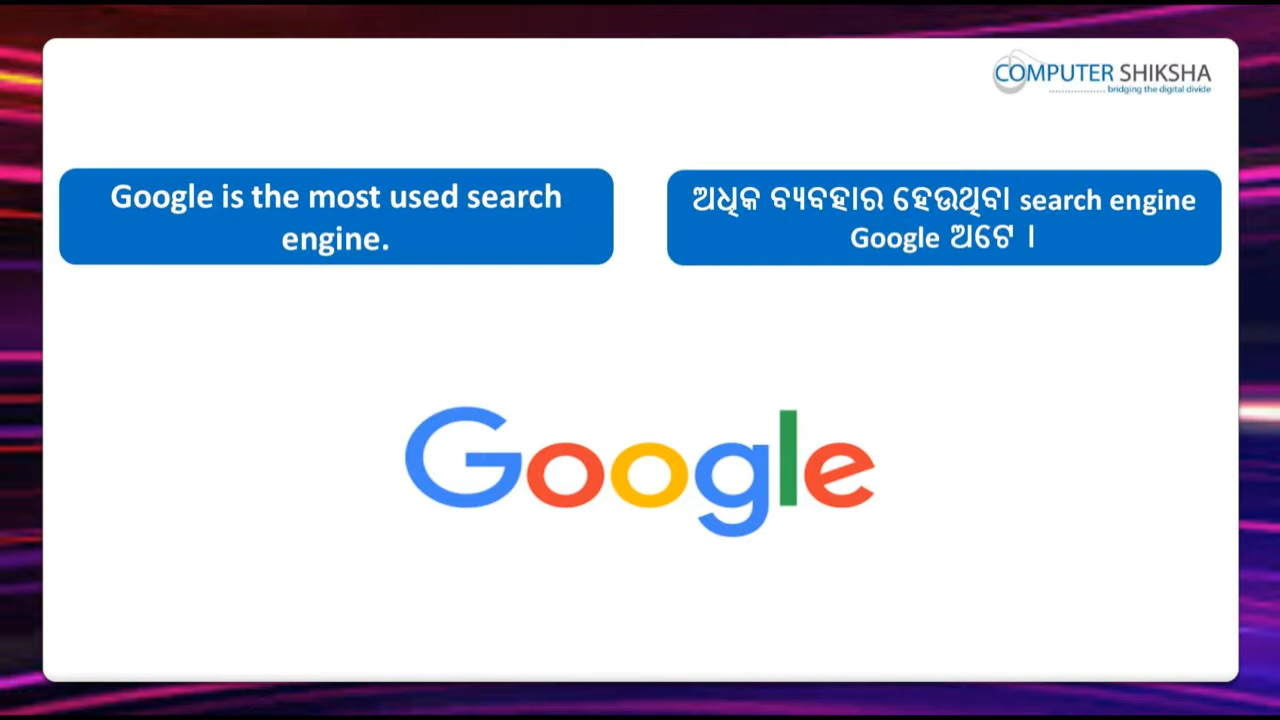 COMPUTER SHIKSHA
bridging the digital divide
Google is the most used search
engine.
ଅଧିକ ବ୍ୟବହାର ହେଉଥିବା search engine
Google ଅଟେ ।
Google